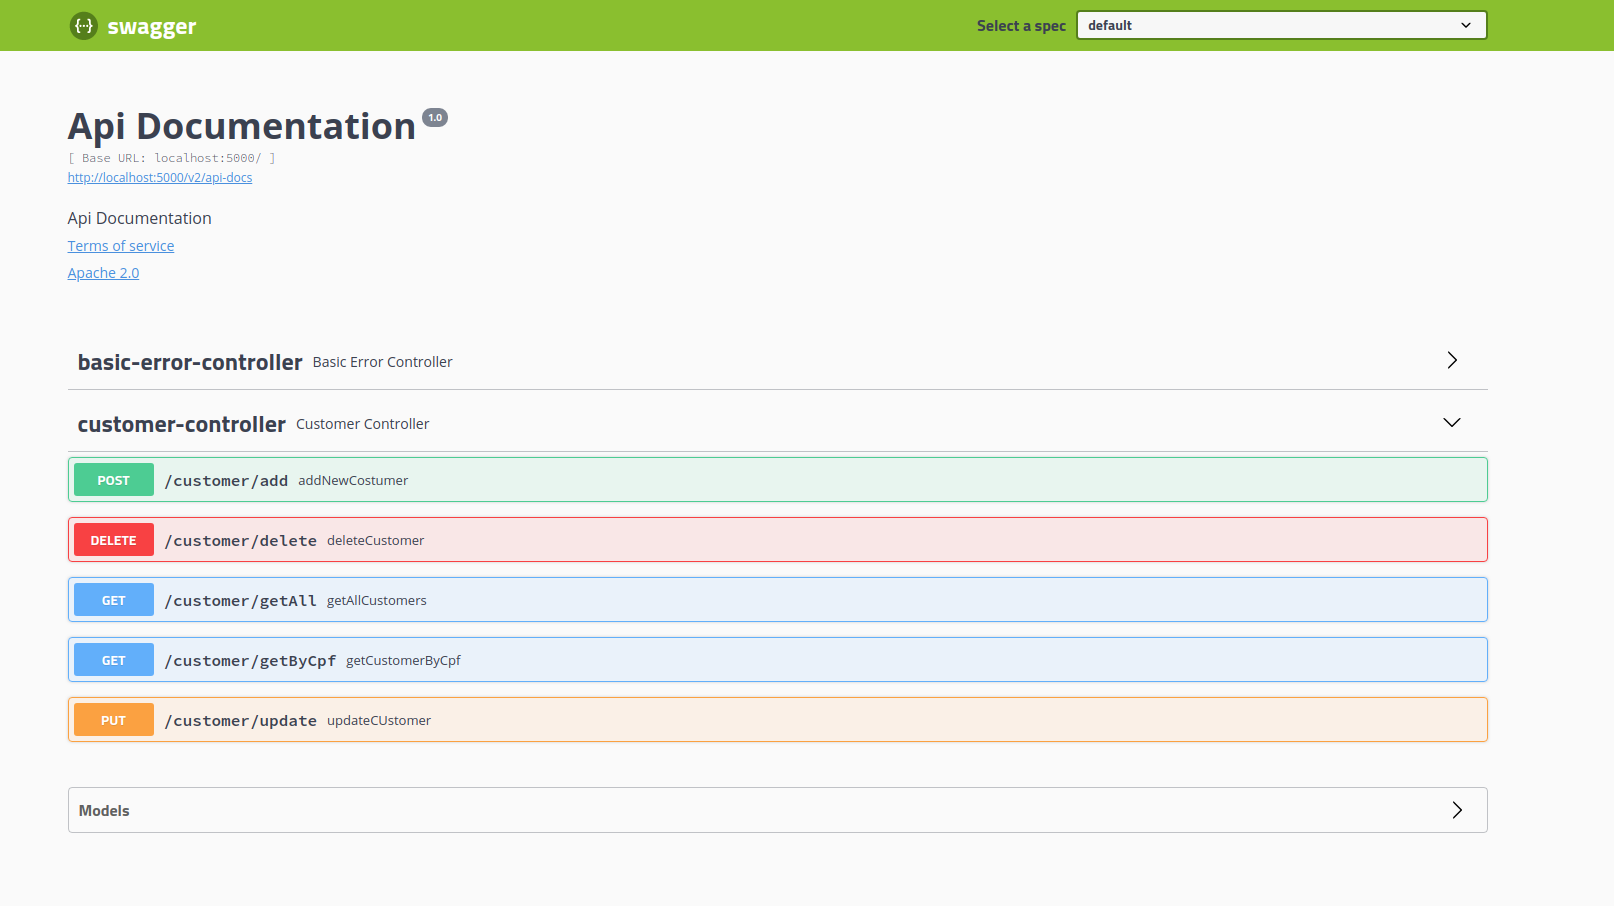 {···} swagger Select a spec default
Api Documentation 1.0
[ Base URL: localhost:5000/ ]
http://localhost:5000/v2/api-docs
Api Documentation
Terms of service
Apache 2.0
basic-error-controller Basic Error Controller
customer-controller Customer Controller
POST /customer/add addNewCostumer
DELETE /customer/delete deleteCustomer
GET /customer/getAll getAllCustomers
GET /customer/getByCpf getCustomerByCpf
PUT /customer/update updateCUstomer
Models